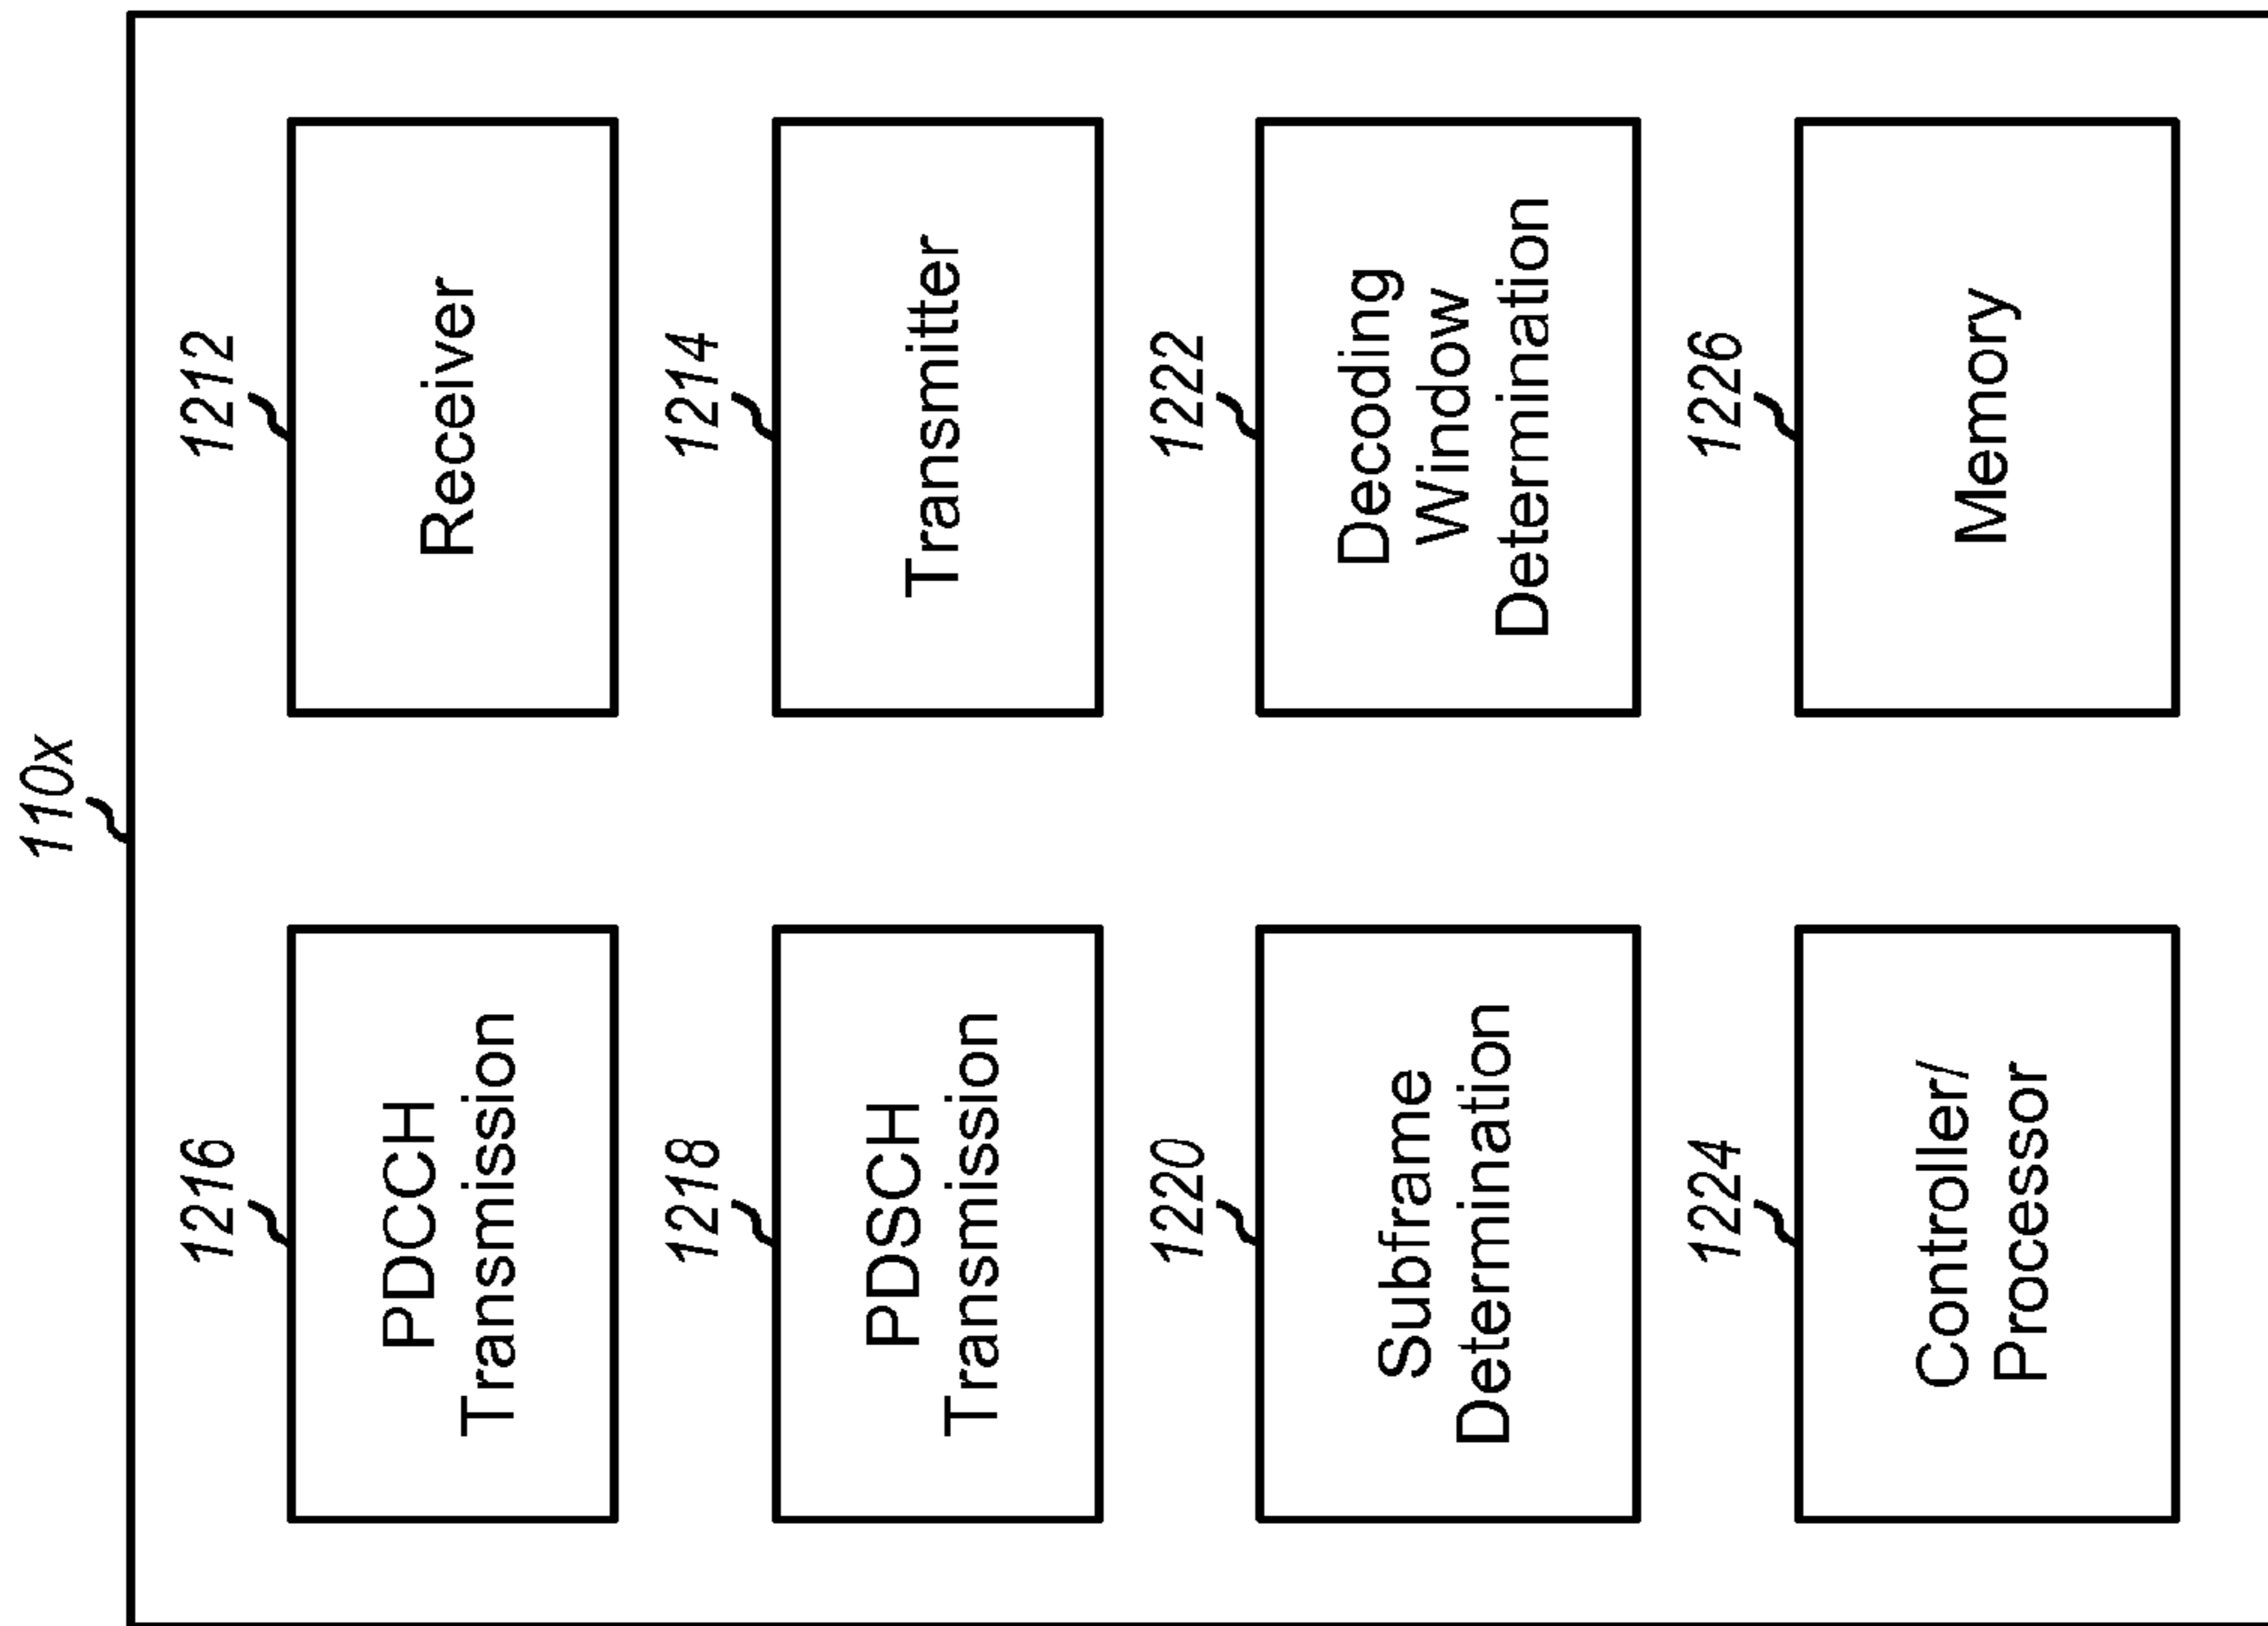 110x
1216
PDCCH
Transmission
1212
Receiver
1218
PDSCH
Transmission
1214
Transmitter
1220
Subframe
Determination
1222
Decoding
Window
Determination
1224
Controller/
Processor
1226
Memory